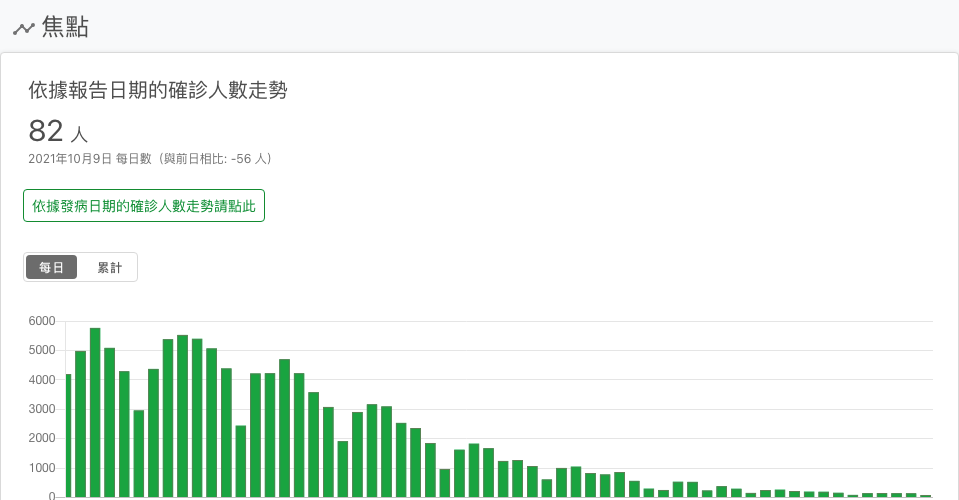 焦點
依據報告日期的確診人數走勢
82 人
2021年10月9日 每日數（與前日相比: -56 人）
依據發病日期的確診人數走勢請點此
每日 累計
6000
5000
4000
3000
2000
1000
0